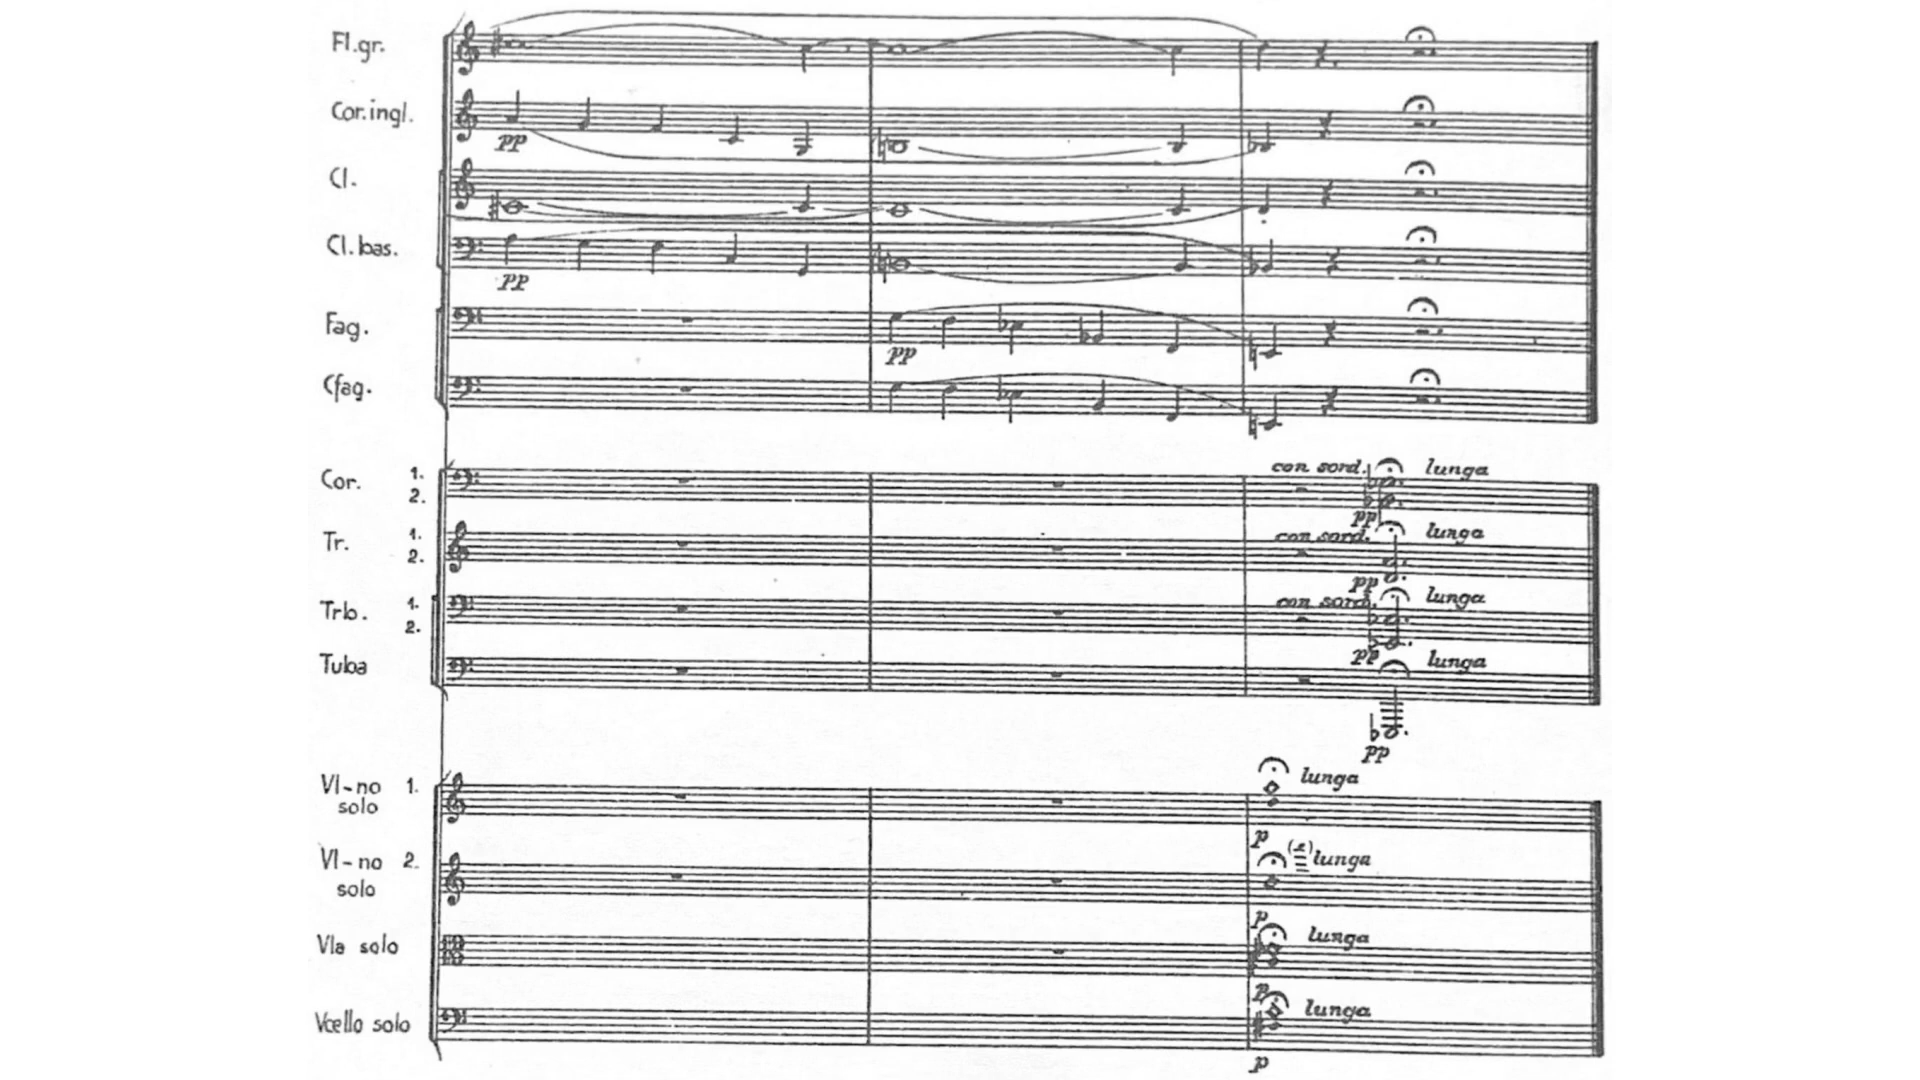 Fl.gr.
Cor.ingl.
pp
Cl.
Cl.bas.
pp
Fag.
pp
Cfag.
Cor. 1. 2. con sord. lunga
pp
Tr. 1. 2. con sord. lunga
pp
Trb. 1. 2. con sord. lunga
pp
Tuba lunga
pp
Vl-no solo 1. lunga
p
Vl-no solo 2. lunga
p
Vla solo lunga
p
Vcello solo lunga
p